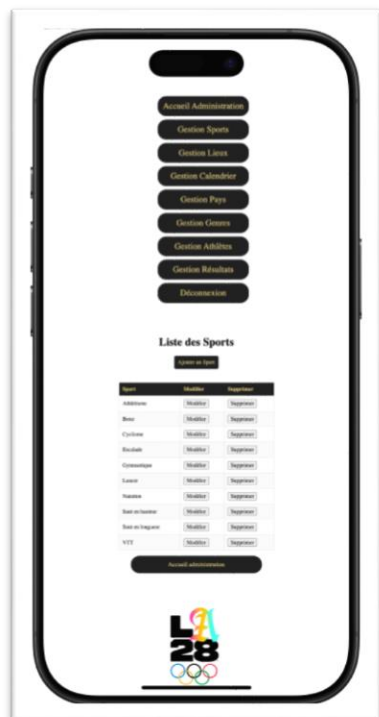 Accueil Administration
Gestion Sports
Gestion Lieux
Gestion Calendrier
Gestion Pays
Gestion Genres
Gestion Athlètes
Gestion Résultats
Déconnexion
Liste des Sports
Ajouter un Sport
Sport Modifier Supprimer
Athlétisme Modifier Supprimer
Boxe Modifier Supprimer
Cyclisme Modifier Supprimer
Escalade Modifier Supprimer
Gymnastique Modifier Supprimer
Lancer Modifier Supprimer
Natation Modifier Supprimer
Saut en hauteur Modifier Supprimer
Saut en longueur Modifier Supprimer
VTT Modifier Supprimer
Accueil administration
LA
28